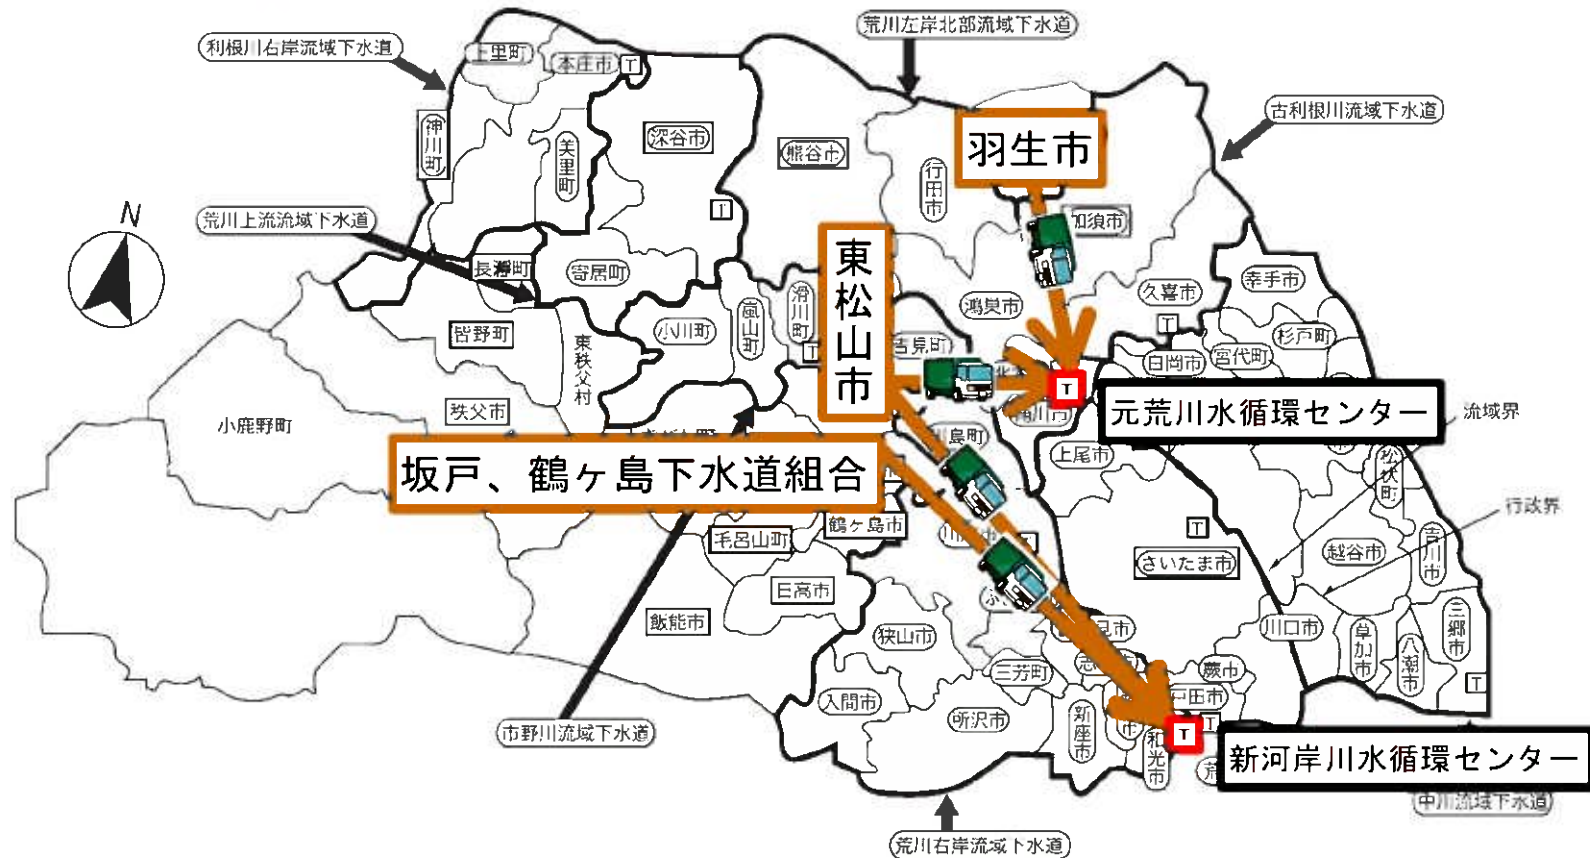 荒川左岸北部流域下水道
利根川右岸流域下水道
上里町
本庄市
T
古利根川流域下水道
神川町
美里町
深谷市
熊谷市
行田市
羽生市
加須市
T
荒川上流流域下水道
N
長瀞町
寄居町
東松山市
滑川町
嵐山町
小川町
鴻巣市
久喜市
幸手市
T
杉戸町
宮代町
白岡市
皆野町
東秩父村
吉見町
T
T
元荒川水循環センター
流域界
秩父市
小鹿野町
上尾市
松伏町
坂戸、鶴ヶ島下水道組合
鶴ヶ島市
毛呂山町
行政界
T
さいたま市
越谷市
吉川市
日高市
飯能市
狭山市
川口市
草加市
八潮市
三郷市
三芳町
蕨市
戸田市
T
入間市
所沢市
新座市
和光市
T
T
市野川流域下水道
新河岸川水循環センター
中川流域下水道
荒川右岸流域下水道